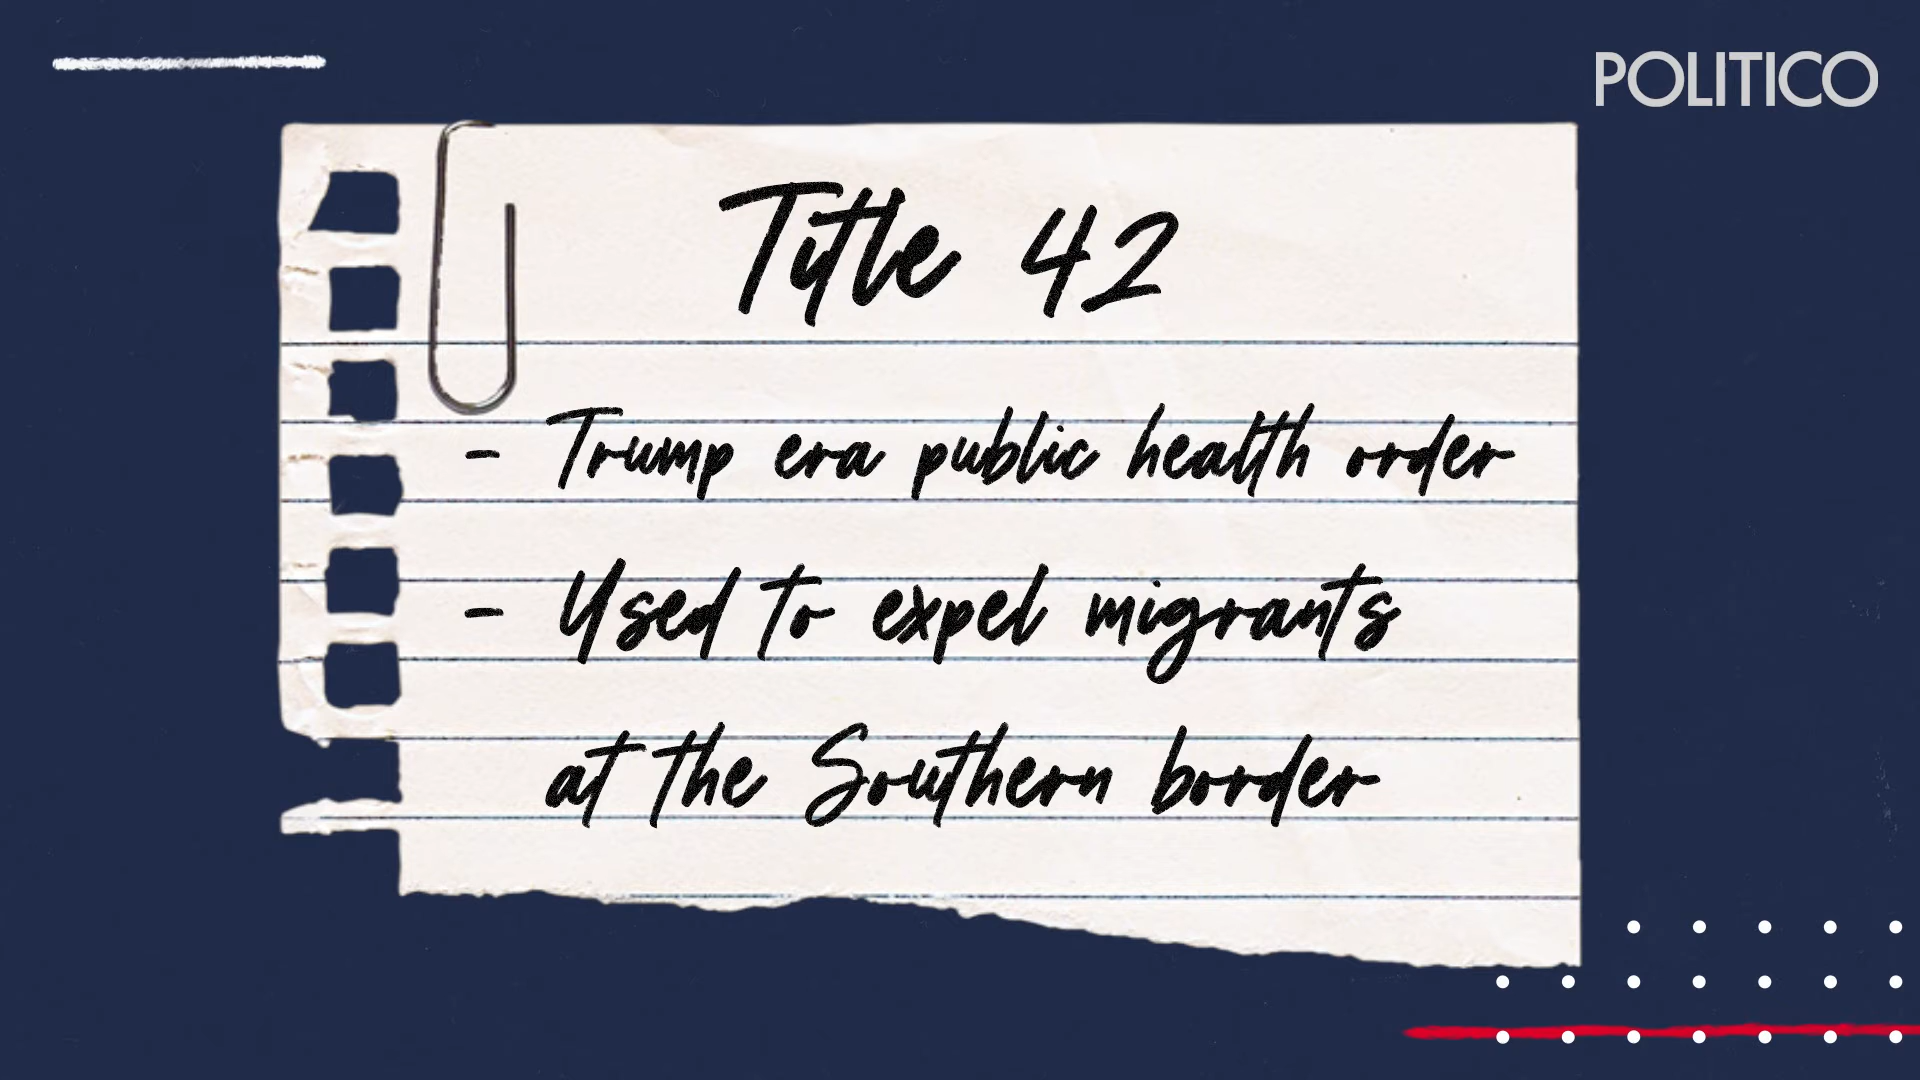 POLITICO
Title 42
- Trump era public health order
- Used to expel migrants
at the Southern border